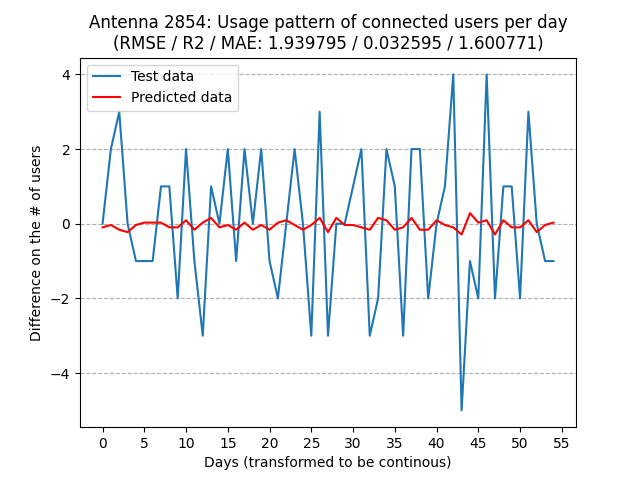 Antenna 2854: Usage pattern of connected users per day
(RMSE / R2 / MAE: 1.939795 / 0.032595 / 1.600771)
Test data
Predicted data
Difference on the # of users
4
2
0
−2
−4
0 5 10 15 20 25 30 35 40 45 50 55
Days (transformed to be continous)